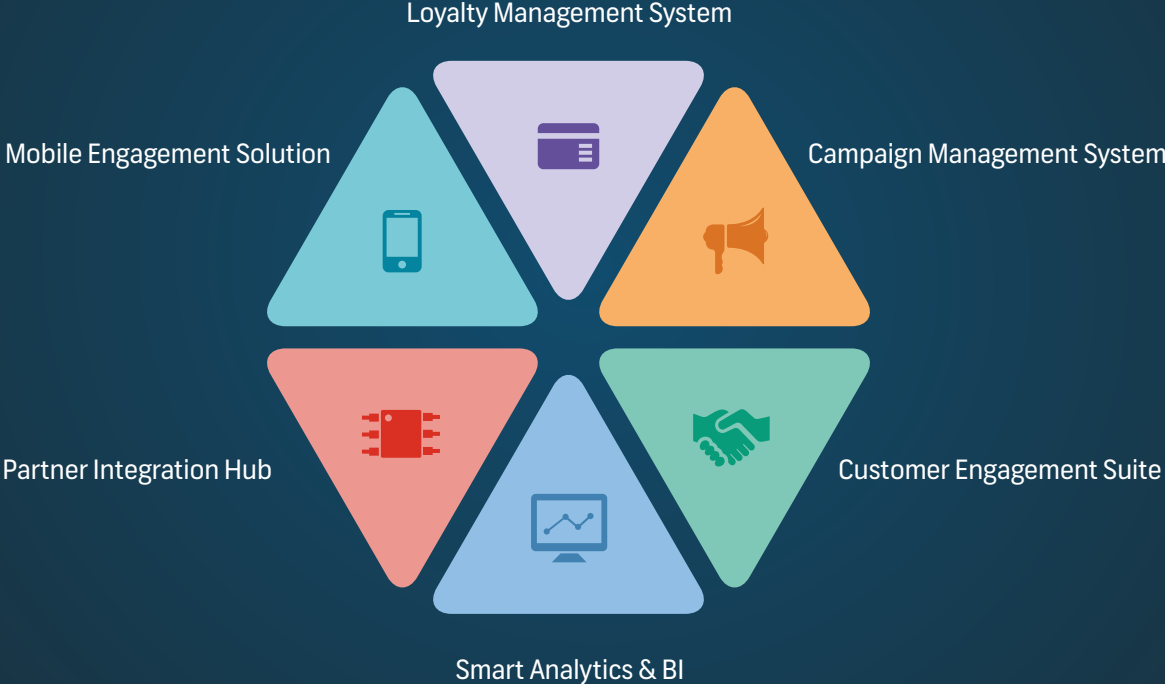 Loyalty Management System
Mobile Engagement Solution
Campaign Management System
Partner Integration Hub
Customer Engagement Suite
Smart Analytics & BI